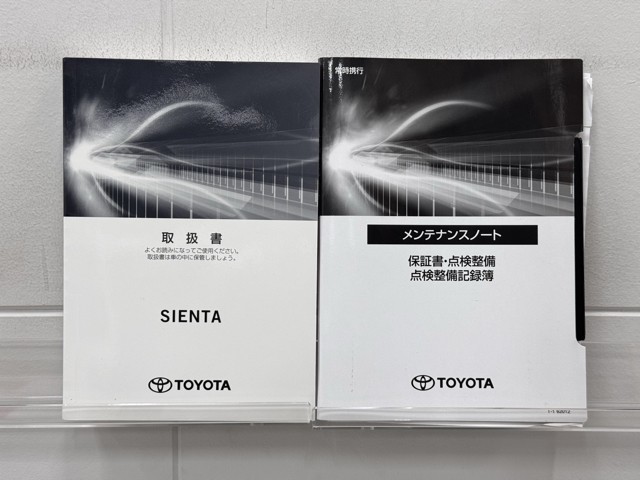 取扱書
よくお読みになってご使用ください。
取扱書は車の中に保管しましょう。
SIENTA
TOYOTA
常時携行
メンテナンスノート
保証書・点検整備
点検整備記録簿
TOYOTA